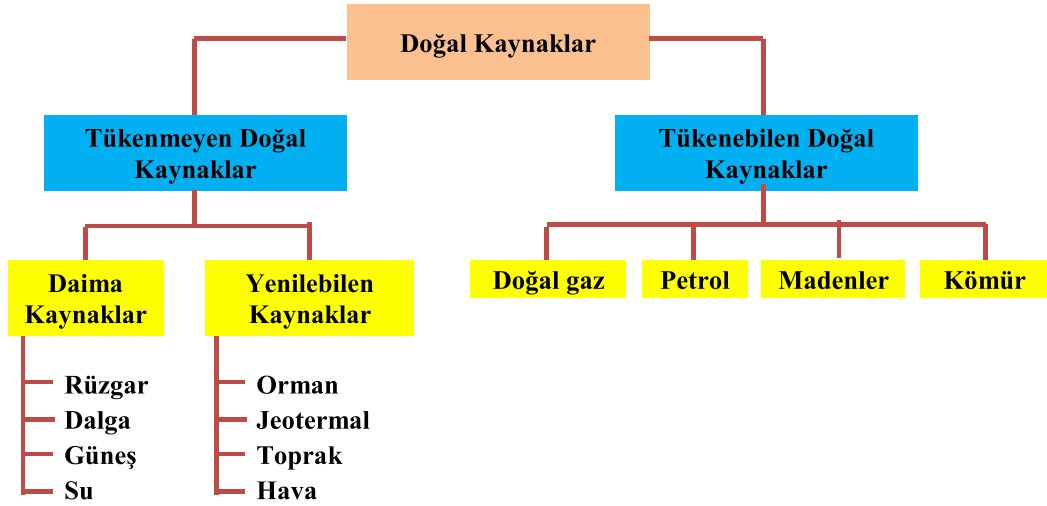 Doğal Kaynaklar
Tükenmeyen Doğal
Kaynaklar
Tükenebilen Doğal
Kaynaklar
Daima
Kaynaklar
Yenilebilen
Kaynaklar
Doğal gaz
Petrol
Madenler
Kömür
Rüzgar
Dalga
Güneş
Su
Orman
Jeotermal
Toprak
Hava